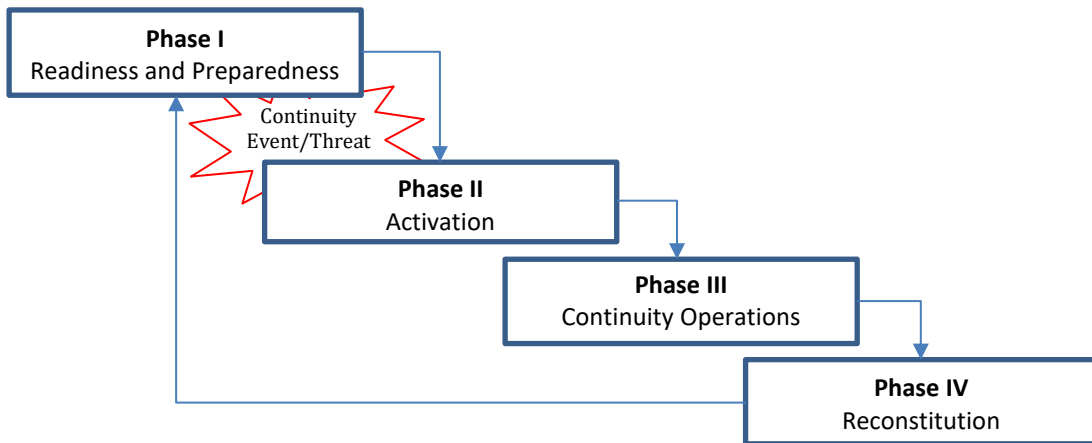 Phase I
Readiness and Preparedness
Continuity
Event/Threat
Phase II
Activation
Phase III
Continuity Operations
Phase IV
Reconstitution